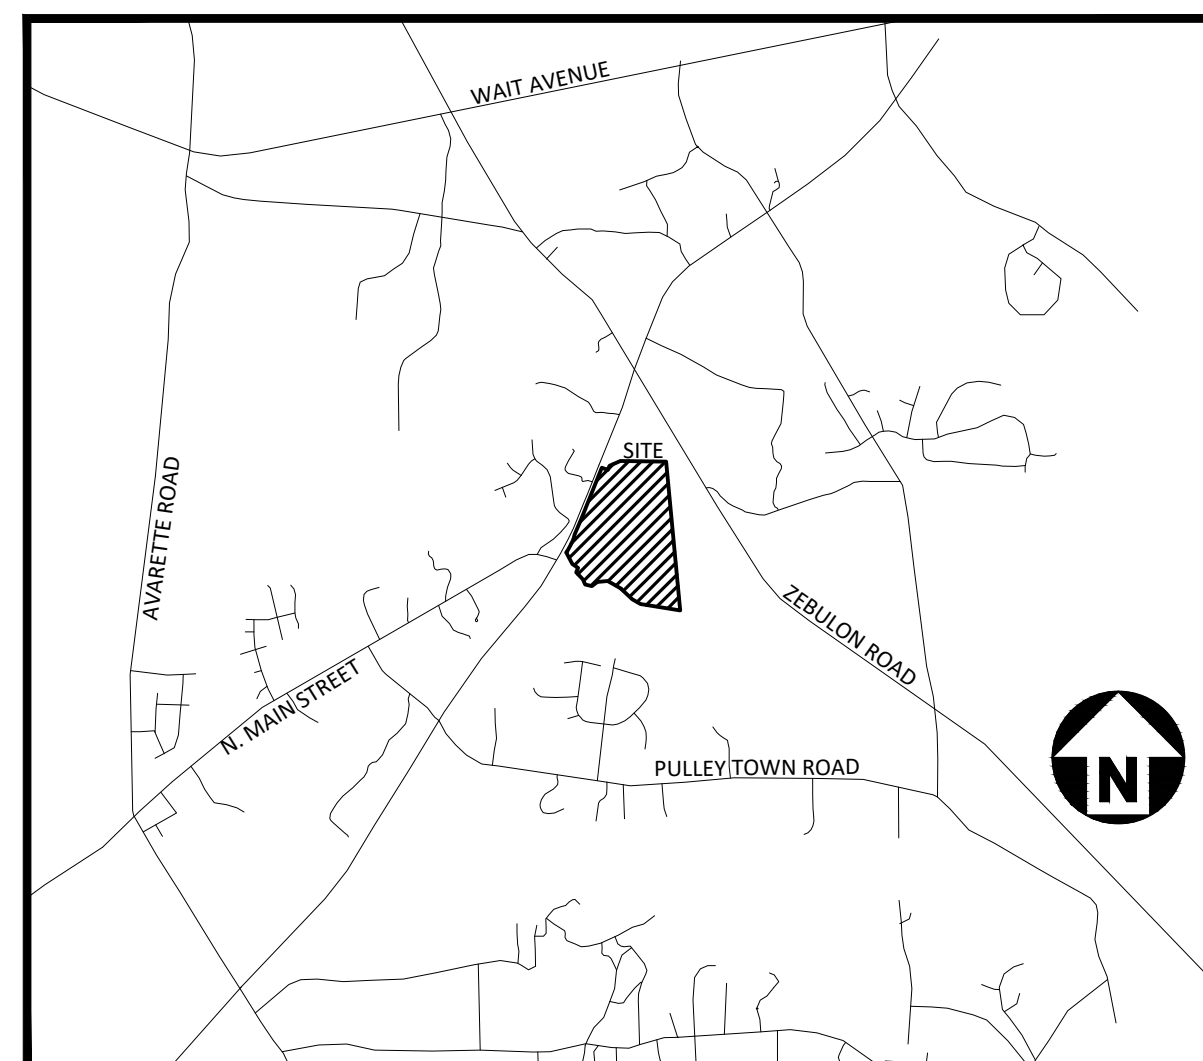 WAIT AVENUE
SITE
AVARETTE ROAD
ZEBULON ROAD
N. MAIN STREET
PULLEY TOWN ROAD
N